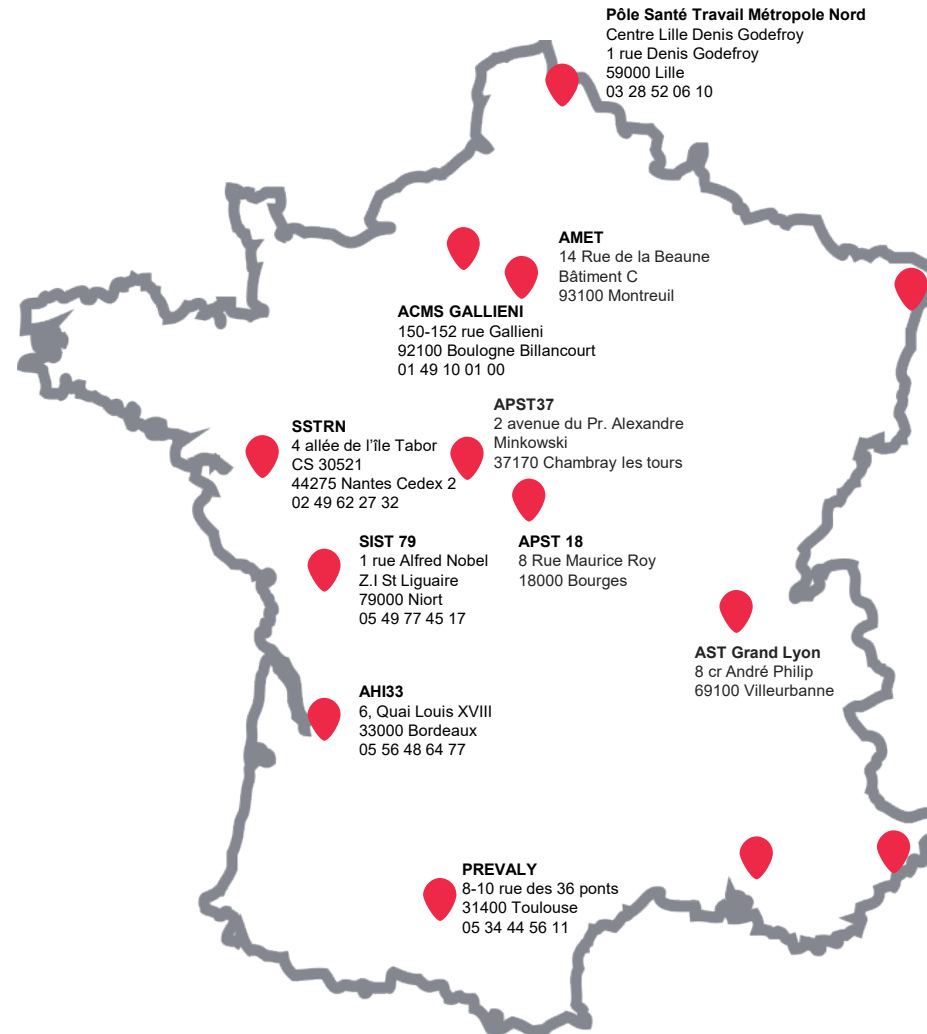 Pôle Santé Travail Métropole Nord
Centre Lille Denis Godefroy
1 rue Denis Godefroy
59000 Lille
03 28 52 06 10
AMET
14 Rue de la Beaune
Bâtiment C
93100 Montreuil
ACMS GALLIENI
150-152 rue Gallieni
92100 Boulogne Billancourt
01 49 10 01 00
APST37
2 avenue du Pr. Alexandre
Minkowski
37170 Chambray les tours
SSTRN
4 allée de l'île Tabor
CS 30521
44275 Nantes Cedex 2
02 49 62 27 32
SIST 79
1 rue Alfred Nobel
Z.I St Liguaire
79000 Niort
05 49 77 45 17
APST 18
8 Rue Maurice Roy
18000 Bourges
AST Grand Lyon
8 cr André Philip
69100 Villeurbanne
AHI33
6, Quai Louis XVIII
33000 Bordeaux
05 56 48 64 77
PREVALY
8-10 rue des 36 ponts
31400 Toulouse
05 34 44 56 11